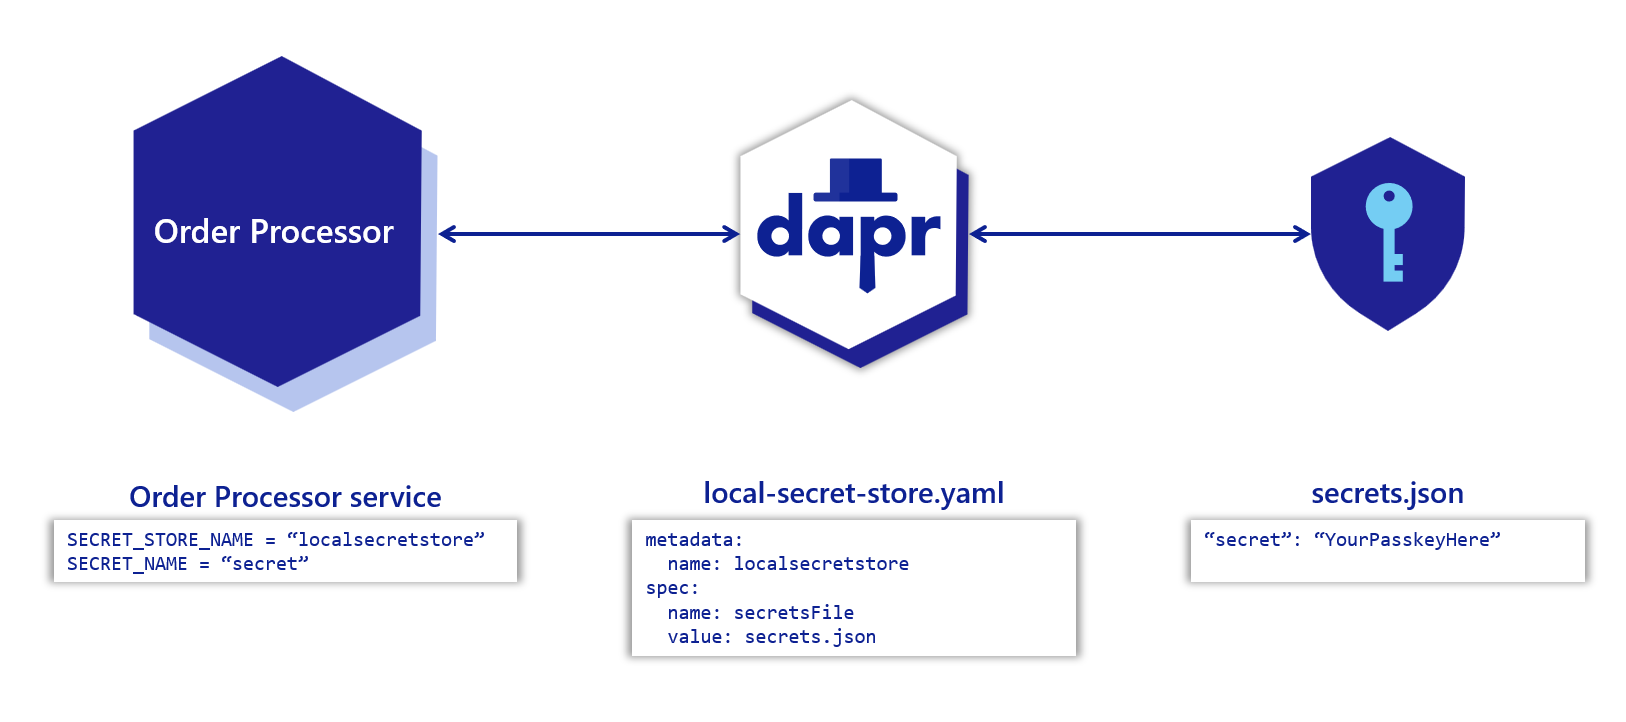 Order Processor
dapr
Order Processor service
SECRET_STORE_NAME = “localsecretstore”
SECRET_NAME = “secret”
local-secret-store.yaml
metadata:
  name: localsecretstore
spec:
  name: secretsFile
  value: secrets.json
secrets.json
“secret”: “YourPasskeyHere”